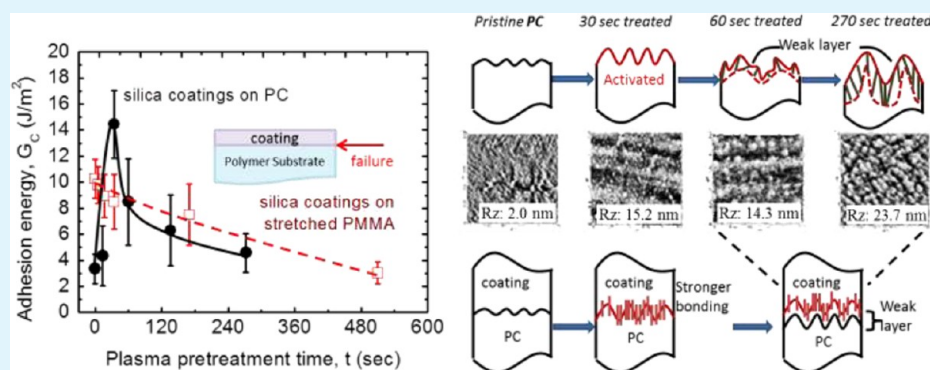 Adhesion energy, G_C (J/m²)
20
18
16
14
12
10
8
6
4
2
0
silica coatings on PC
coating
Polymer Substrate
failure
silica coatings on
stretched PMMA
0 120 240 360 480 600
Plasma pretreatment time, t (sec)
Pristine PC 30 sec treated 60 sec treated 270 sec treated
Weak layer
Activated
Rz: 2.0 nm Rz: 15.2 nm Rz: 14.3 nm Rz: 23.7 nm
coating coating Stronger bonding coating
PC PC PC
Weak layer